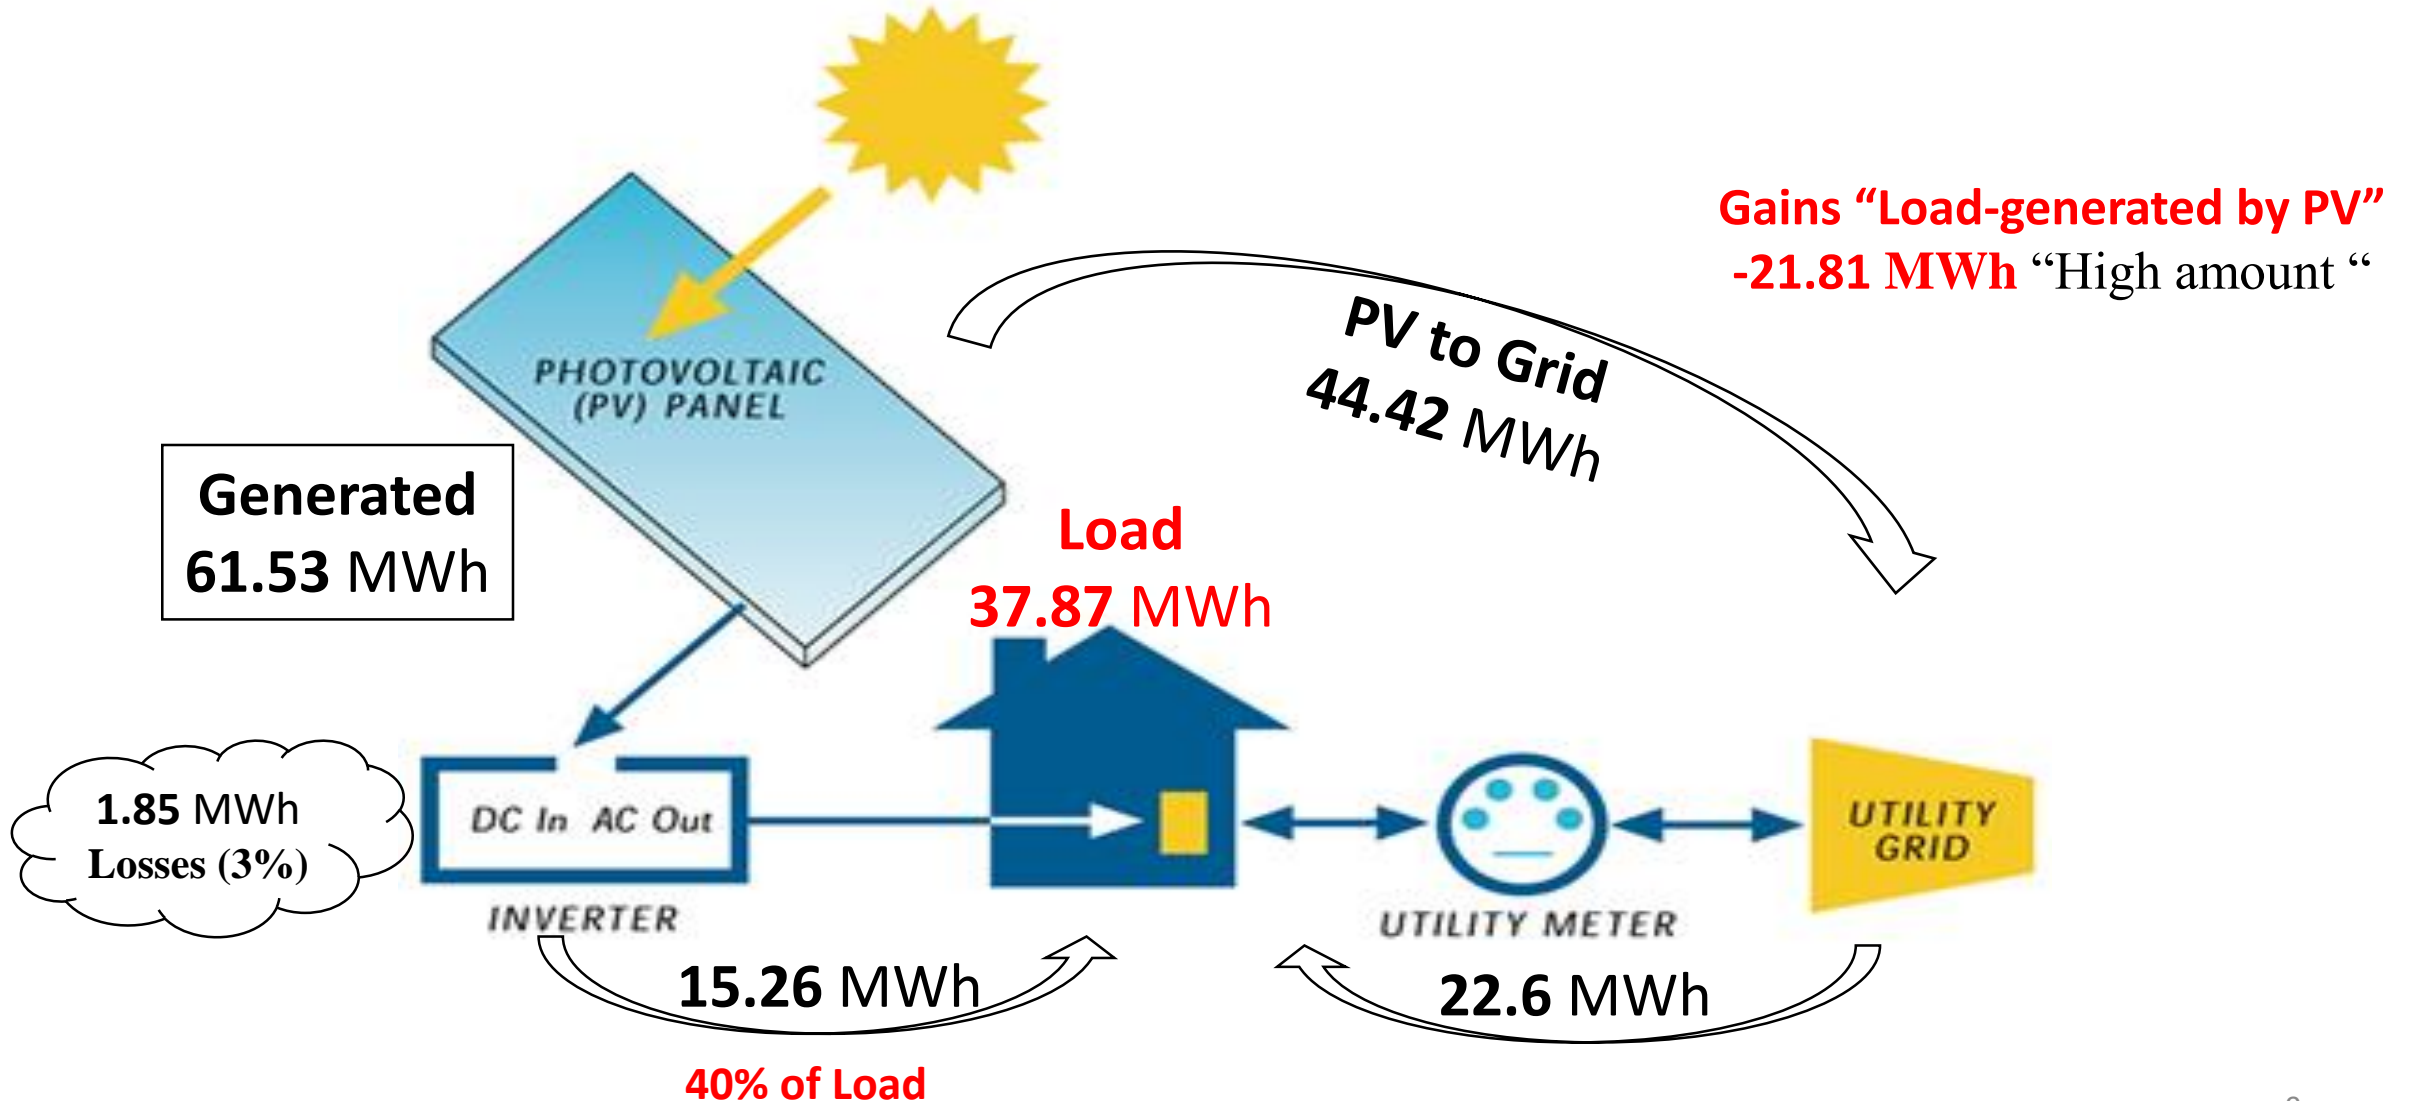 Gains “Load-generated by PV”
-21.81 MWh “High amount “
PV to Grid
44.42 MWh
PHOTOVOLTAIC
(PV) PANEL
Generated
61.53 MWh
Load
37.87 MWh
1.85 MWh
Losses (3%)
DC In AC Out
INVERTER
UTILITY METER
UTILITY
GRID
15.26 MWh
22.6 MWh
40% of Load